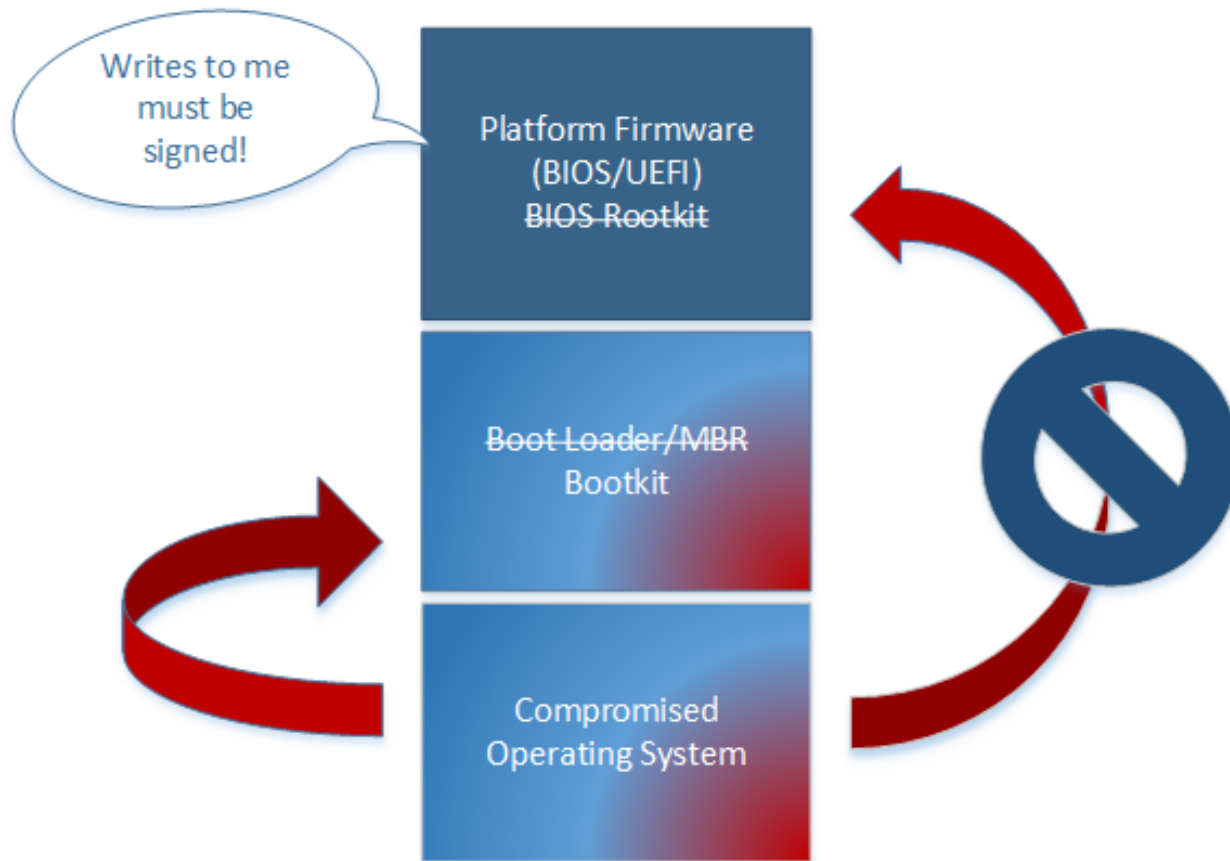 Writes to me
must be
signed!
Platform Firmware
(BIOS/UEFI)
BIOS Rootkit
Boot Loader/MBR
Bootkit
Compromised
Operating System